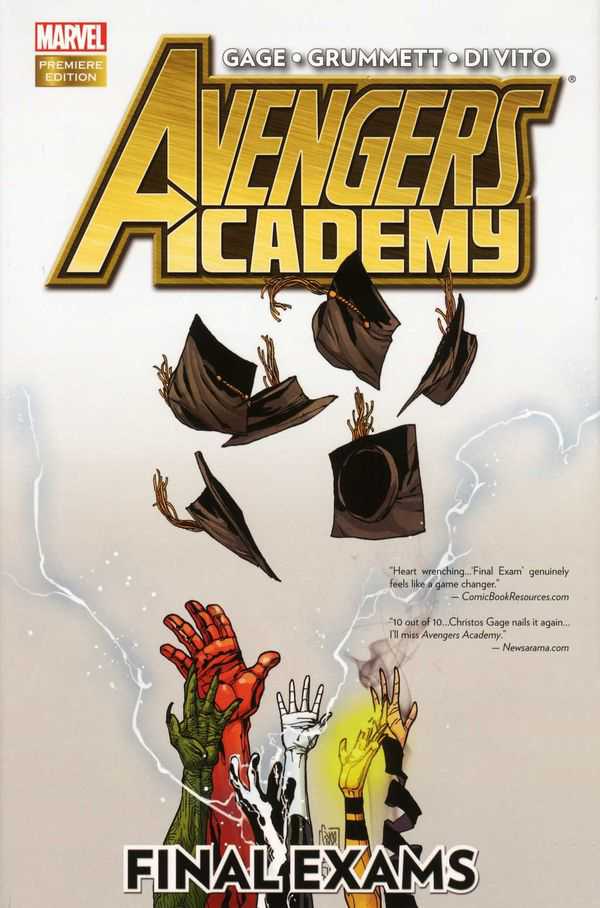 MARVEL
PREMIERE
EDITION
GAGE • GRUMMETT • DI VITO
AVENGERS
ACADEMY
®
"Heart wrenching...'Final Exam' genuinely
feels like a game changer."
— ComicBookResources.com
"10 out of 10...Christos Gage nails it again...
I'll miss Avengers Academy."
— Newsarama.com
FINAL EXAMS